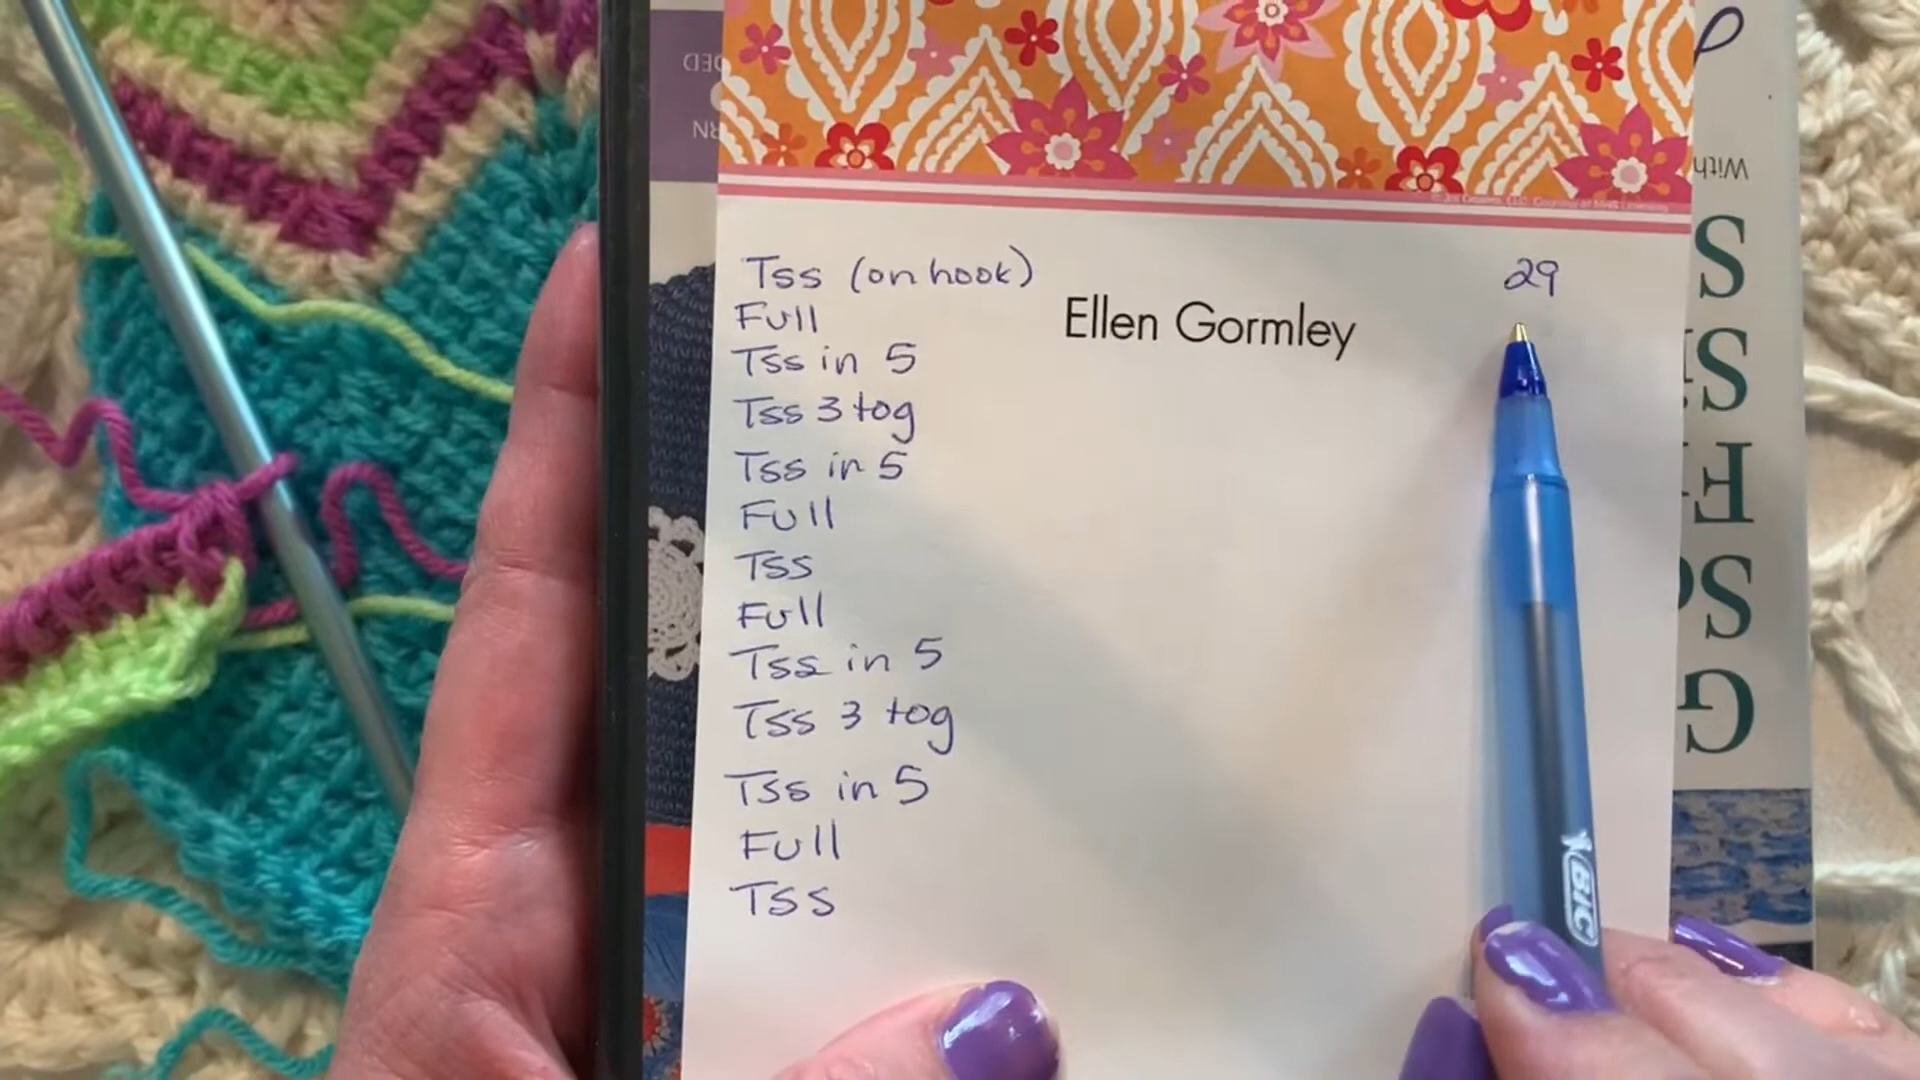 Tss (on hook) 29
Full
Ellen Gormley
Tss in 5
Tss 3 tog
Tss in 5
Full
Tss
Full
Tss in 5
Tss 3 tog
Tss in 5
Full
Tss
BIC
With